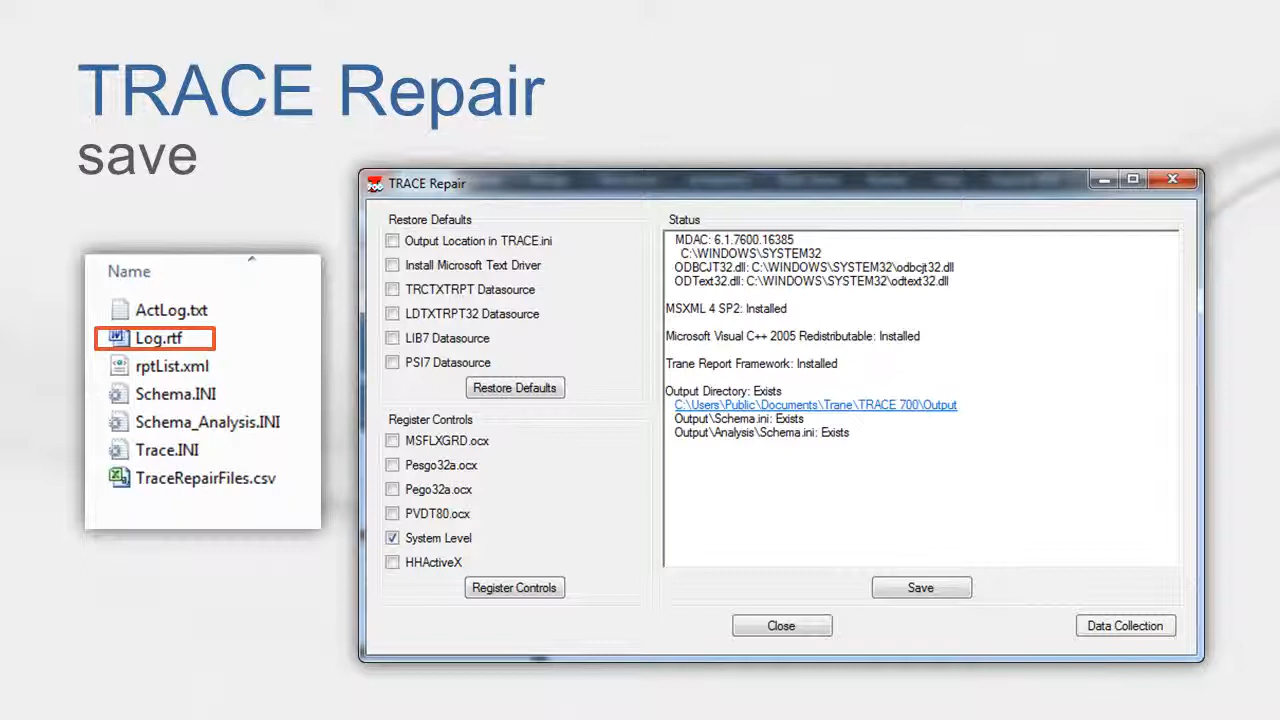 TRACE Repair
save
Name
ActLog.txt
Log.rtf
rptList.xml
Schema.INI
Schema_Analysis.INI
Trace.INI
TraceRepairFiles.csv
TRACE Repair
Restore Defaults
Output Location in TRACE.ini
Install Microsoft Text Driver
TRCTXTRPT Datasource
LDTXTRPT32 Datasource
LIB7 Datasource
PSI7 Datasource
Restore Defaults
Register Controls
MSFLXGRD.ocx
Pesgo32a.ocx
Pego32a.ocx
PVDT80.ocx
System Level
HHActiveX
Register Controls
Status
MDAC: 6.1.7600.16385
C:\WINDOWS\SYSTEM32
ODBCJT32.dll: C:\WINDOWS\SYSTEM32\odbcjt32.dll
ODText32.dll: C:\WINDOWS\SYSTEM32\odtext32.dll
MSXML 4 SP2: Installed
Microsoft Visual C++ 2005 Redistributable: Installed
Trane Report Framework: Installed
Output Directory: Exists
C:\Users\Public\Documents\Trane\TRACE 700\Output
Output\Schema.ini: Exists
Output\Analysis\Schema.ini: Exists
Save
Close
Data Collection